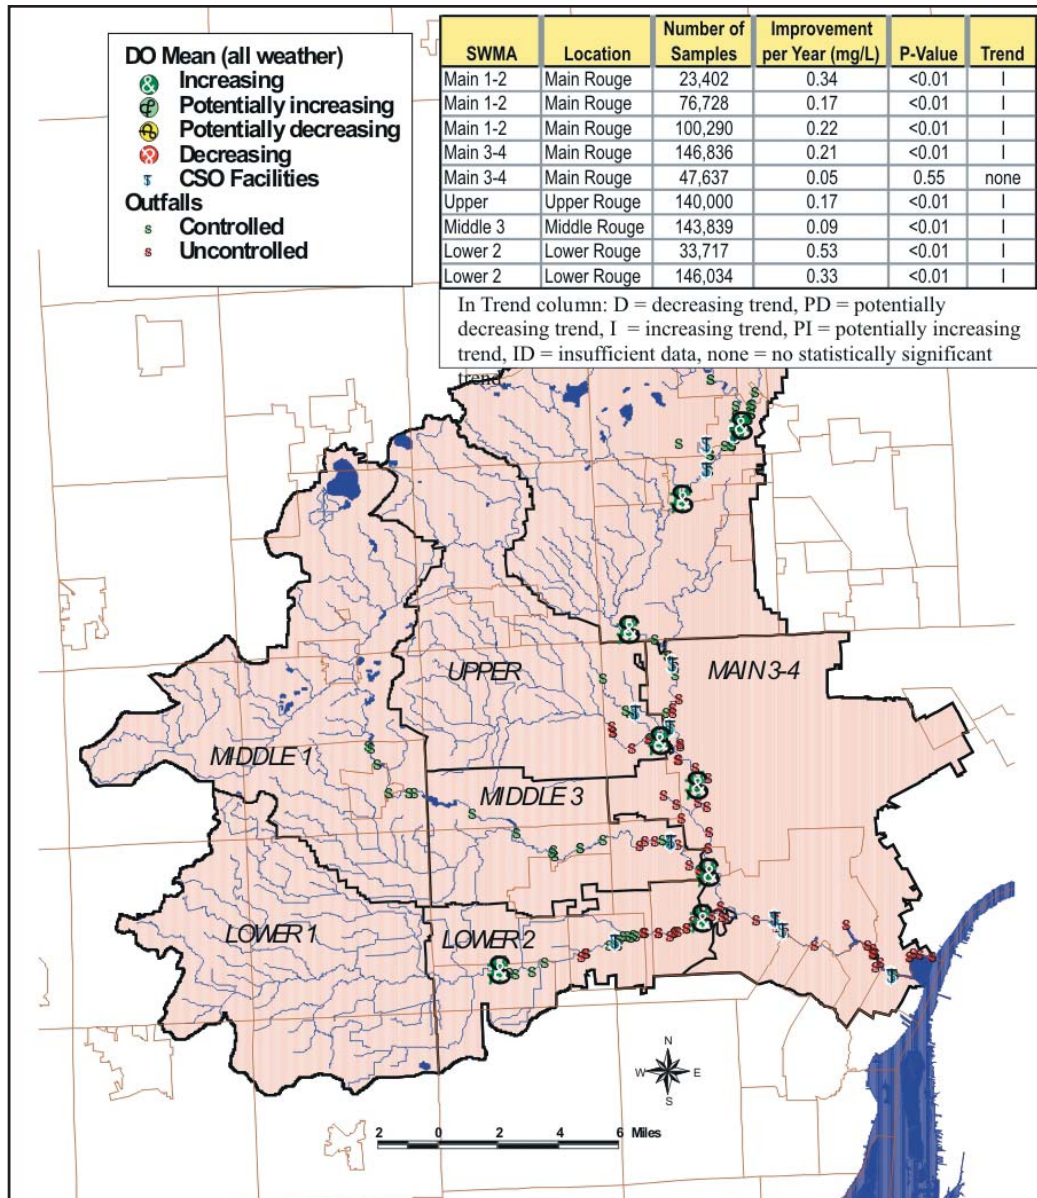 DO Mean (all weather)
Increasing
Potentially increasing
Potentially decreasing
Decreasing
CSO Facilities
Outfalls
Controlled
Uncontrolled
SWMA Location Number of Samples Improvement per Year (mg/L) P-Value Trend
Main 1-2 Main Rouge 23,402 0.34 <0.01 I
Main 1-2 Main Rouge 76,728 0.17 <0.01 I
Main 1-2 Main Rouge 100,290 0.22 <0.01 I
Main 3-4 Main Rouge 146,836 0.21 <0.01 I
Main 3-4 Main Rouge 47,637 0.05 0.55 none
Upper Upper Rouge 140,000 0.17 <0.01 I
Middle 3 Middle Rouge 143,839 0.09 <0.01 I
Lower 2 Lower Rouge 33,717 0.53 <0.01 I
Lower 2 Lower Rouge 146,034 0.33 <0.01 I
In Trend column: D = decreasing trend, PD = potentially
decreasing trend, I = increasing trend, PI = potentially increasing
trend, ID = insufficient data, none = no statistically significant
trend
UPPER
MAIN 3-4
MIDDLE 1
MIDDLE 3
LOWER 1
LOWER 2
N
W E
S
2 0 2 4 6 Miles